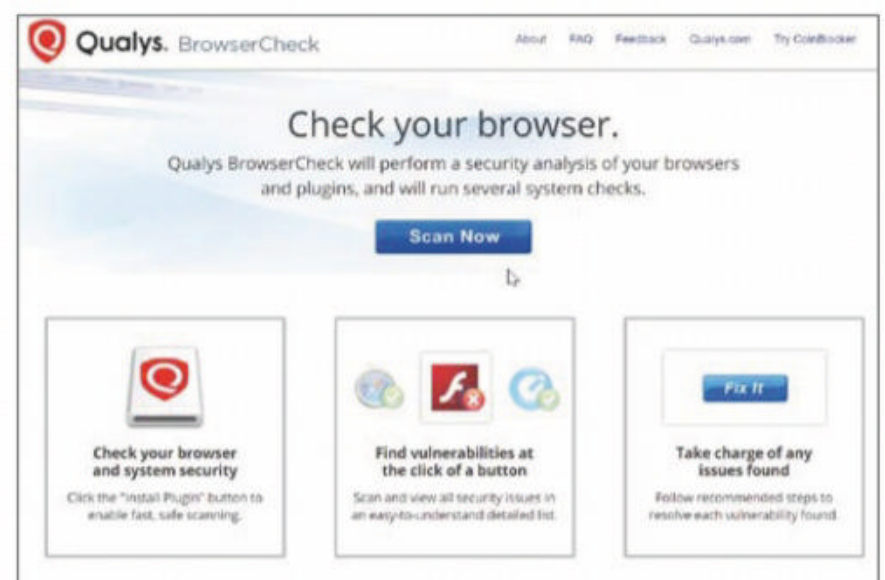 Qualys. BrowserCheck
About FAQ Feedback Qualys.com Try CoinBlocker
Check your browser.
Qualys BrowserCheck will perform a security analysis of your browsers
and plugins, and will run several system checks.
Scan Now
Check your browser
and system security
Click the "Install Plugin" button to
enable fast, safe scanning.
Find vulnerabilities at
the click of a button
Scan and view all security issues in
an easy-to-understand detailed list
Fix It
Take charge of any
issues found
Follow recommended steps to
resolve each vulnerability found